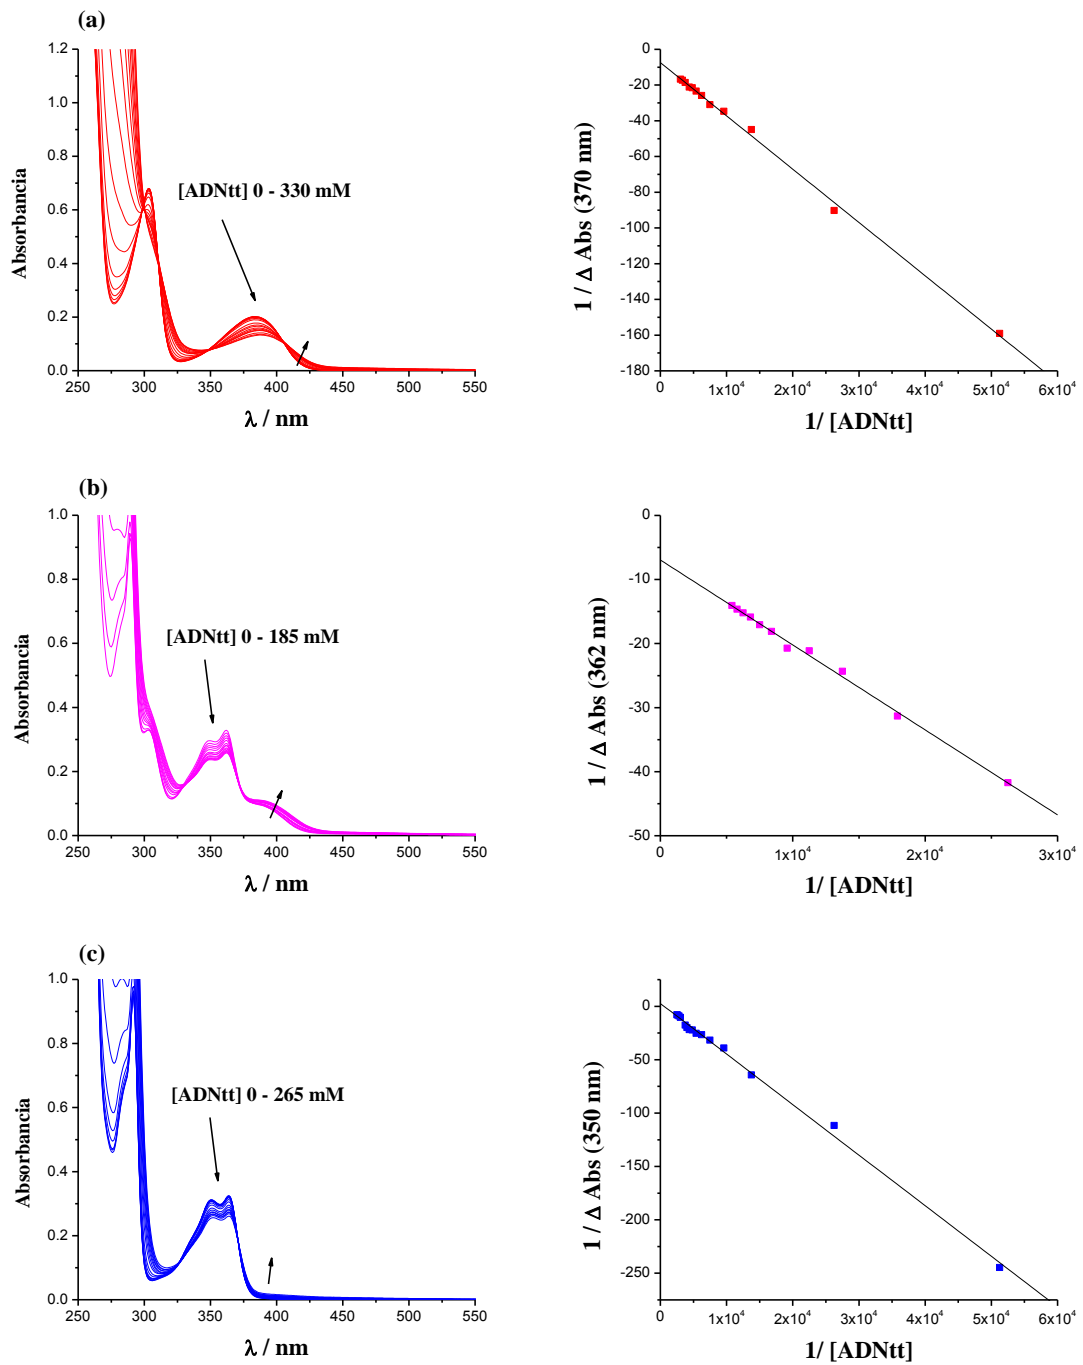 (a)
1.2
1.0
0.8
0.6
0.4
0.2
0.0
Absorbancia
[ADNtt] 0 - 330 mM
250 300 350 400 450 500 550
λ / nm
0
-20
-40
-60
-80
-100
-120
-140
-160
-180
1 / Δ Abs (370 nm)
0 1x10⁴ 2x10⁴ 3x10⁴ 4x10⁴ 5x10⁴ 6x10⁴
1/ [ADNtt]
(b)
1.0
0.8
0.6
0.4
0.2
0.0
Absorbancia
[ADNtt] 0 - 185 mM
250 300 350 400 450 500 550
λ / nm
0
-10
-20
-30
-40
-50
1 / Δ Abs (362 nm)
0 1x10⁴ 2x10⁴ 3x10⁴
1/ [ADNtt]
(c)
1.0
0.8
0.6
0.4
0.2
0.0
Absorbancia
[ADNtt] 0 - 265 mM
250 300 350 400 450 500 550
λ / nm
0
-50
-100
-150
-200
-250
1 / Δ Abs (350 nm)
0 1x10⁴ 2x10⁴ 3x10⁴ 4x10⁴ 5x10⁴ 6x10⁴
1/ [ADNtt]